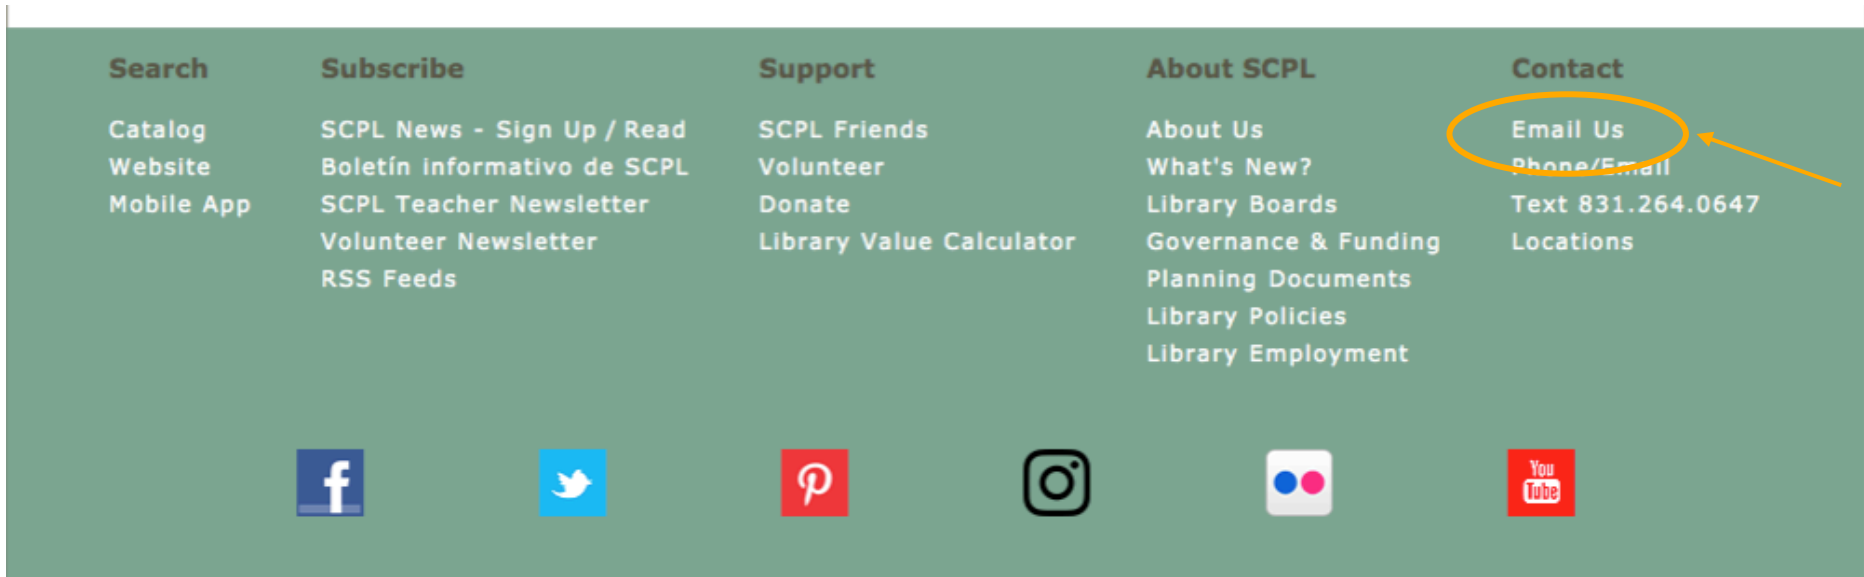 Search
Catalog
Website
Mobile App
Subscribe
SCPL News - Sign Up / Read
Boletín informativo de SCPL
SCPL Teacher Newsletter
Volunteer Newsletter
RSS Feeds
Support
SCPL Friends
Volunteer
Donate
Library Value Calculator
About SCPL
About Us
What's New?
Library Boards
Governance & Funding
Planning Documents
Library Policies
Library Employment
Contact
Email Us
Phone/Email
Text 831.264.0647
Locations
You
Tube